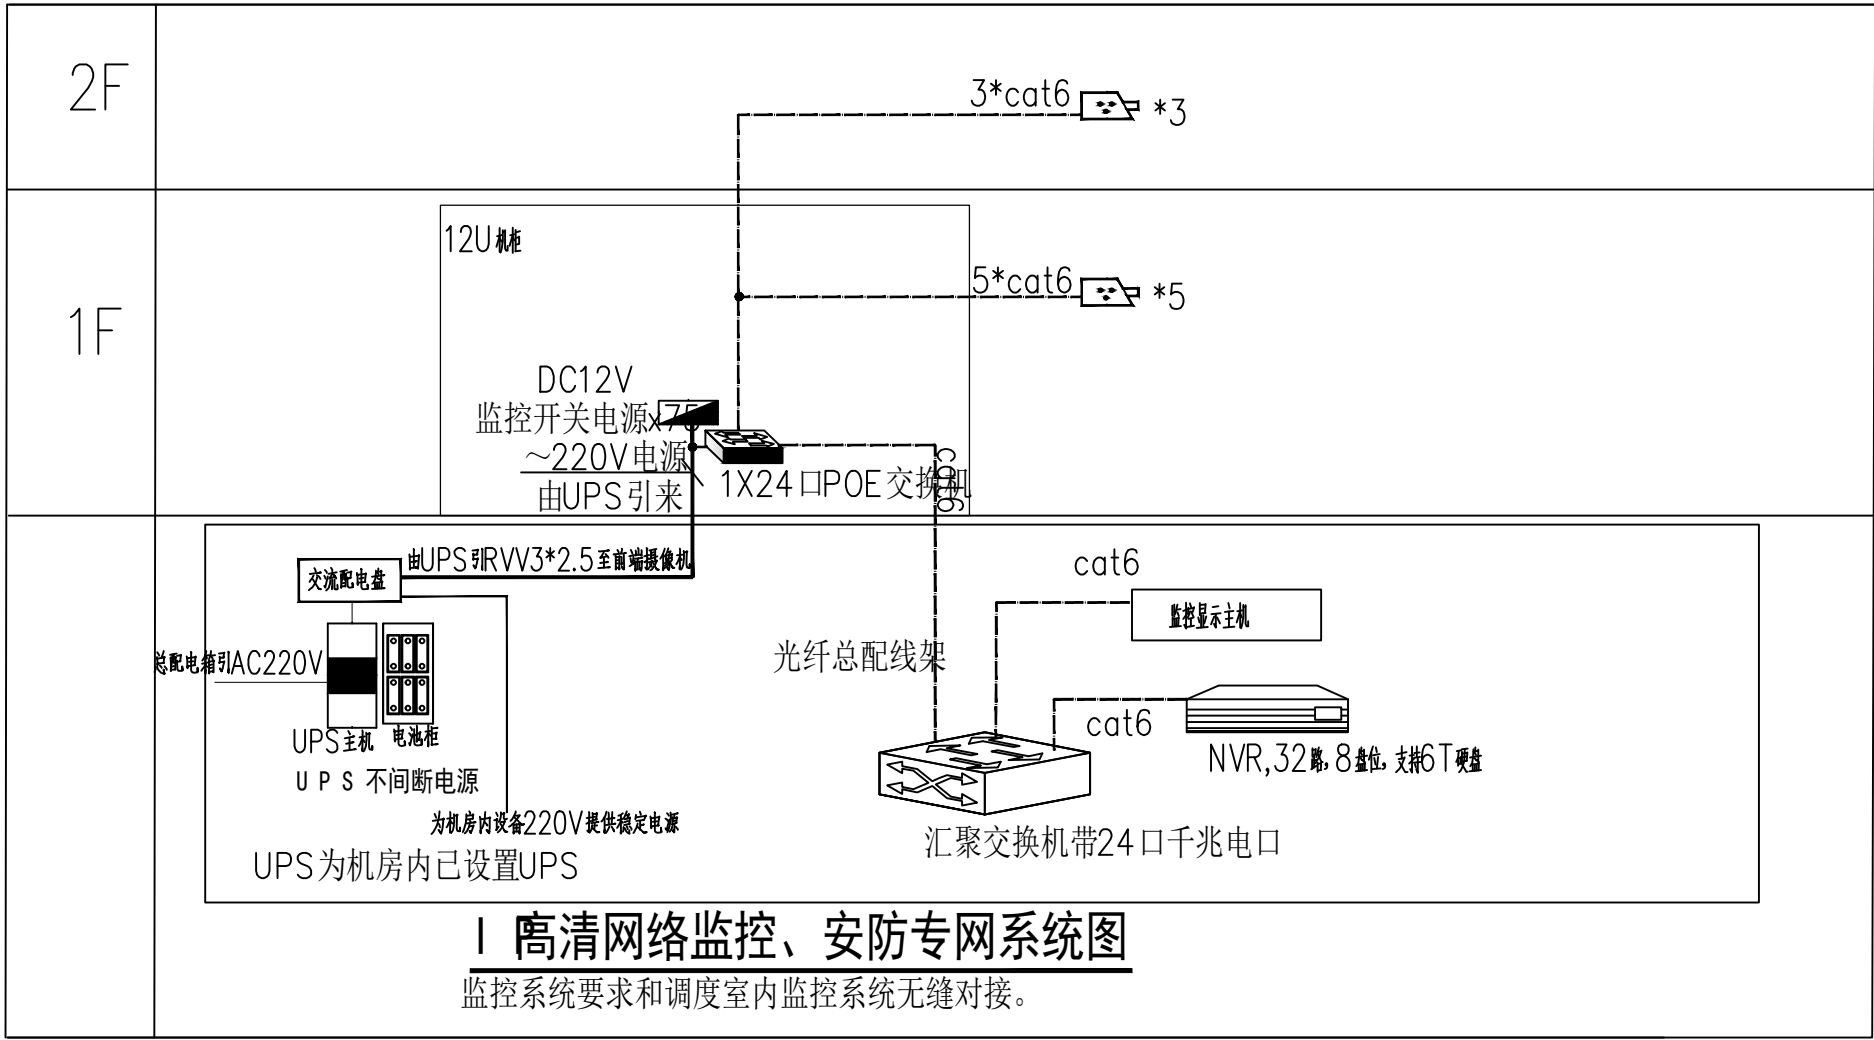 2F
3*cat6
*3
12U机柜
5*cat6
*5
1F
DC12V
监控开关电源x75
～220V电源
由UPS引来
1X24口POE交换机
cat6
由UPS引RVV3*2.5至前端摄像机
交流配电盘
cat6
监控显示主机
总配电箱引AC220V
光纤总配线架
cat6
UPS主机
电池柜
NVR,32路,8盘位,支持6T硬盘
UPS 不间断电源
为机房内设备220V提供稳定电源
汇聚交换机带24口千兆电口
UPS为机房内已设置UPS
高清网络监控、安防专网系统图
监控系统要求和调度室内监控系统无缝对接。